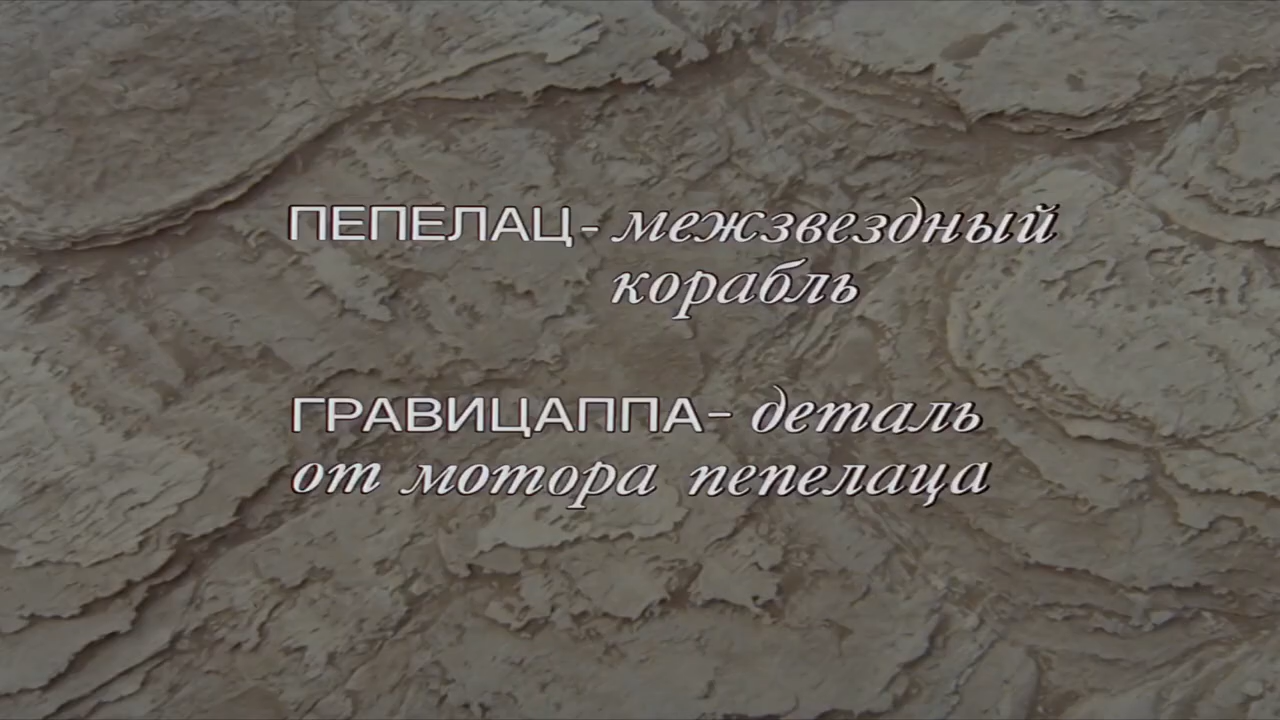 ПЕПЕЛАЦ- межзвездный
корабль
ГРАВИЦАППА- деталь
от мотора пепелаца